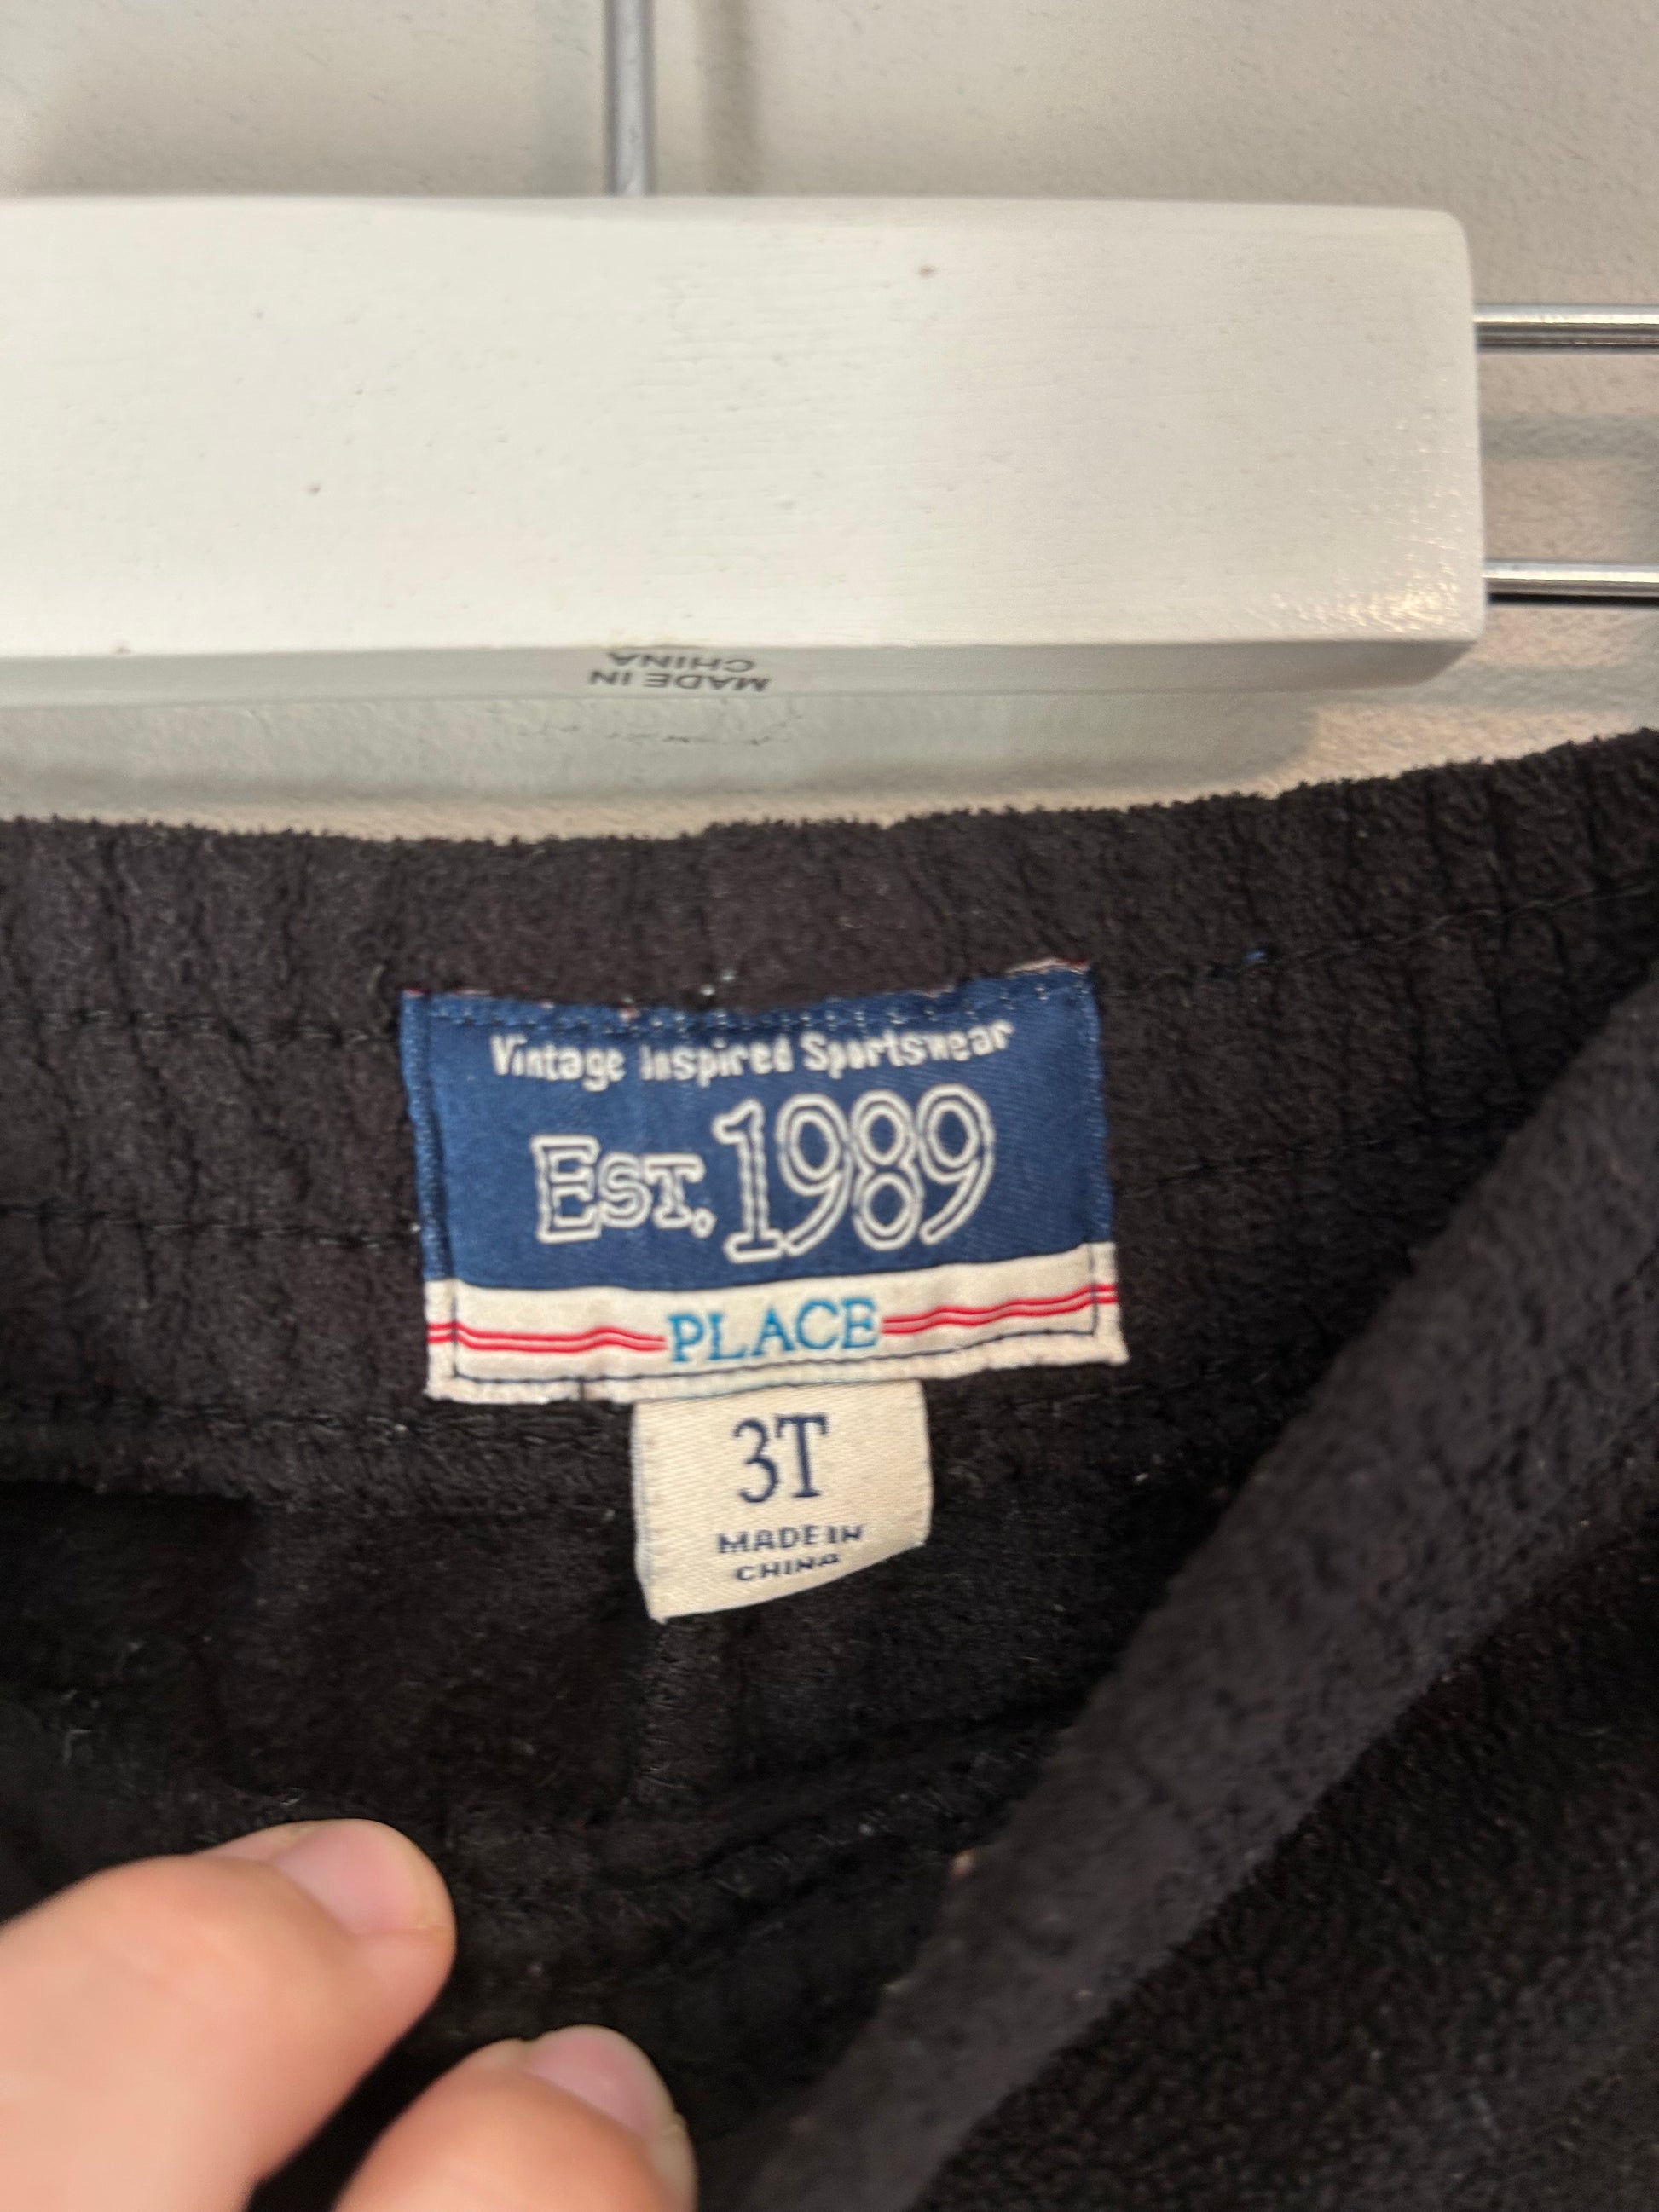 MADE IN
CHINA
Vintage Inspired Sportswear
EST. 1989
PLACE
3T
MADE IN
CHINA